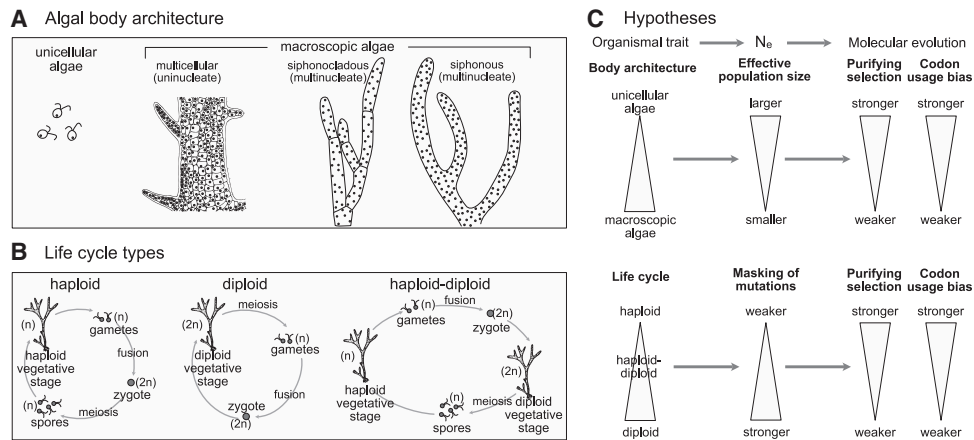 A Algal body architecture
unicellular
algae
macroscopic algae
multicellular
(uninucleate)
siphonocladous
(multinucleate)
siphonous
(multinucleate)
B Life cycle types
haploid
(n)
haploid
vegetative
stage
(n)
gametes
fusion
(2n)
zygote
meiosis
(n)
spores
diploid
(2n)
diploid
vegetative
stage
meiosis
(n)
gametes
fusion
zygote
(2n)
haploid-diploid
(n)
haploid
vegetative
stage
(n)
gametes
fusion
(2n)
zygote
(2n)
diploid
vegetative
stage
meiosis
(n)
spores
C Hypotheses
Organismal trait
Ne
Molecular evolution
Body architecture
Effective
population size
Purifying
selection
Codon
usage bias
unicellular
algae
larger
stronger
stronger
macroscopic
algae
smaller
weaker
weaker
Life cycle
Masking of
mutations
Purifying
selection
Codon
usage bias
haploid
weaker
stronger
stronger
haploid-
diploid
diploid
stronger
weaker
weaker